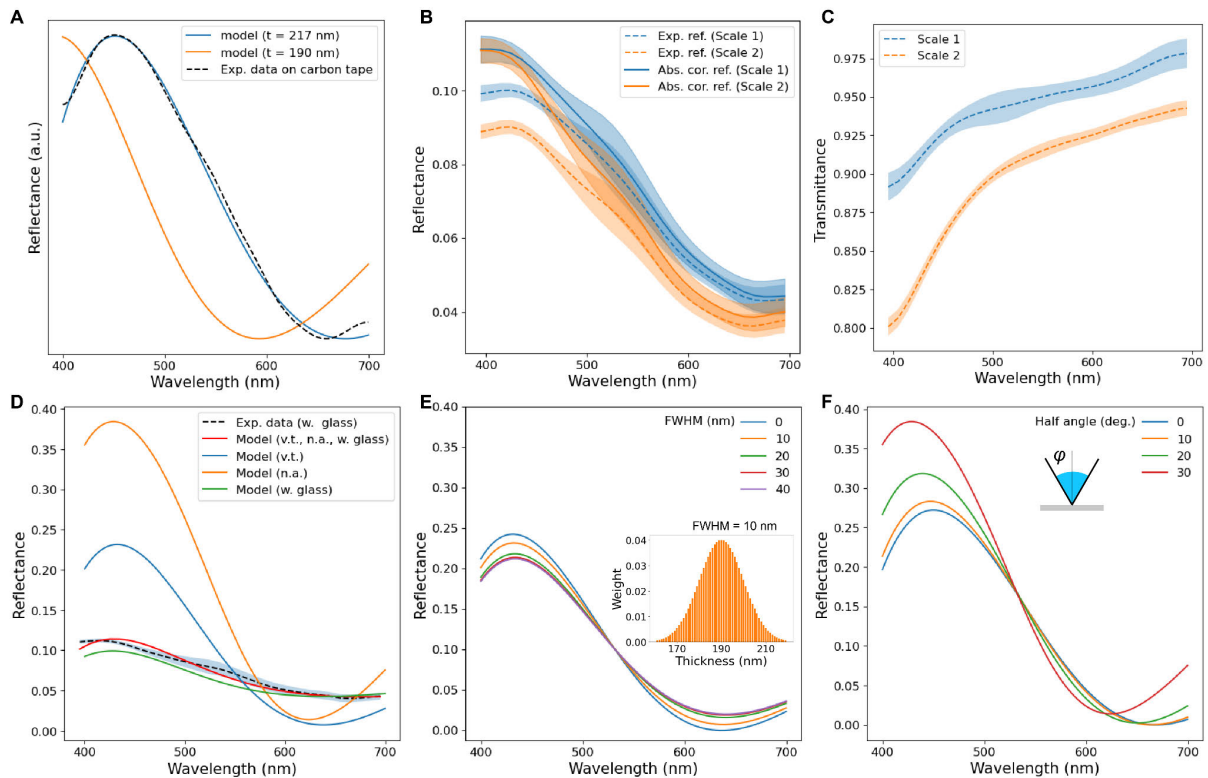 A
model (t = 217 nm)
model (t = 190 nm)
Exp. data on carbon tape
Reflectance (a.u.)
400 500 600 700
Wavelength (nm)
B
Exp. ref. (Scale 1)
Exp. ref. (Scale 2)
Abs. cor. ref. (Scale 1)
Abs. cor. ref. (Scale 2)
Reflectance
0.10
0.08
0.06
0.04
400 500 600 700
Wavelength (nm)
C
Scale 1
Scale 2
Transmittance
0.975
0.950
0.925
0.900
0.875
0.850
0.825
0.800
400 500 600 700
Wavelength (nm)
D
Exp. data (w. glass)
Model (v.t., n.a., w. glass)
Model (v.t.)
Model (n.a.)
Model (w. glass)
Reflectance
0.40
0.35
0.30
0.25
0.20
0.15
0.10
0.05
0.00
400 500 600 700
Wavelength (nm)
E
FWHM (nm)
0
10
20
30
40
Reflectance
0.40
0.35
0.30
0.25
0.20
0.15
0.10
0.05
0.00
FWHM = 10 nm
Weight
0.04
0.03
0.02
0.01
0.00
170 190 210
Thickness (nm)
400 500 600 700
Wavelength (nm)
F
Half angle (deg.)
0
10
20
30
φ
Reflectance
0.40
0.35
0.30
0.25
0.20
0.15
0.10
0.05
0.00
400 500 600 700
Wavelength (nm)